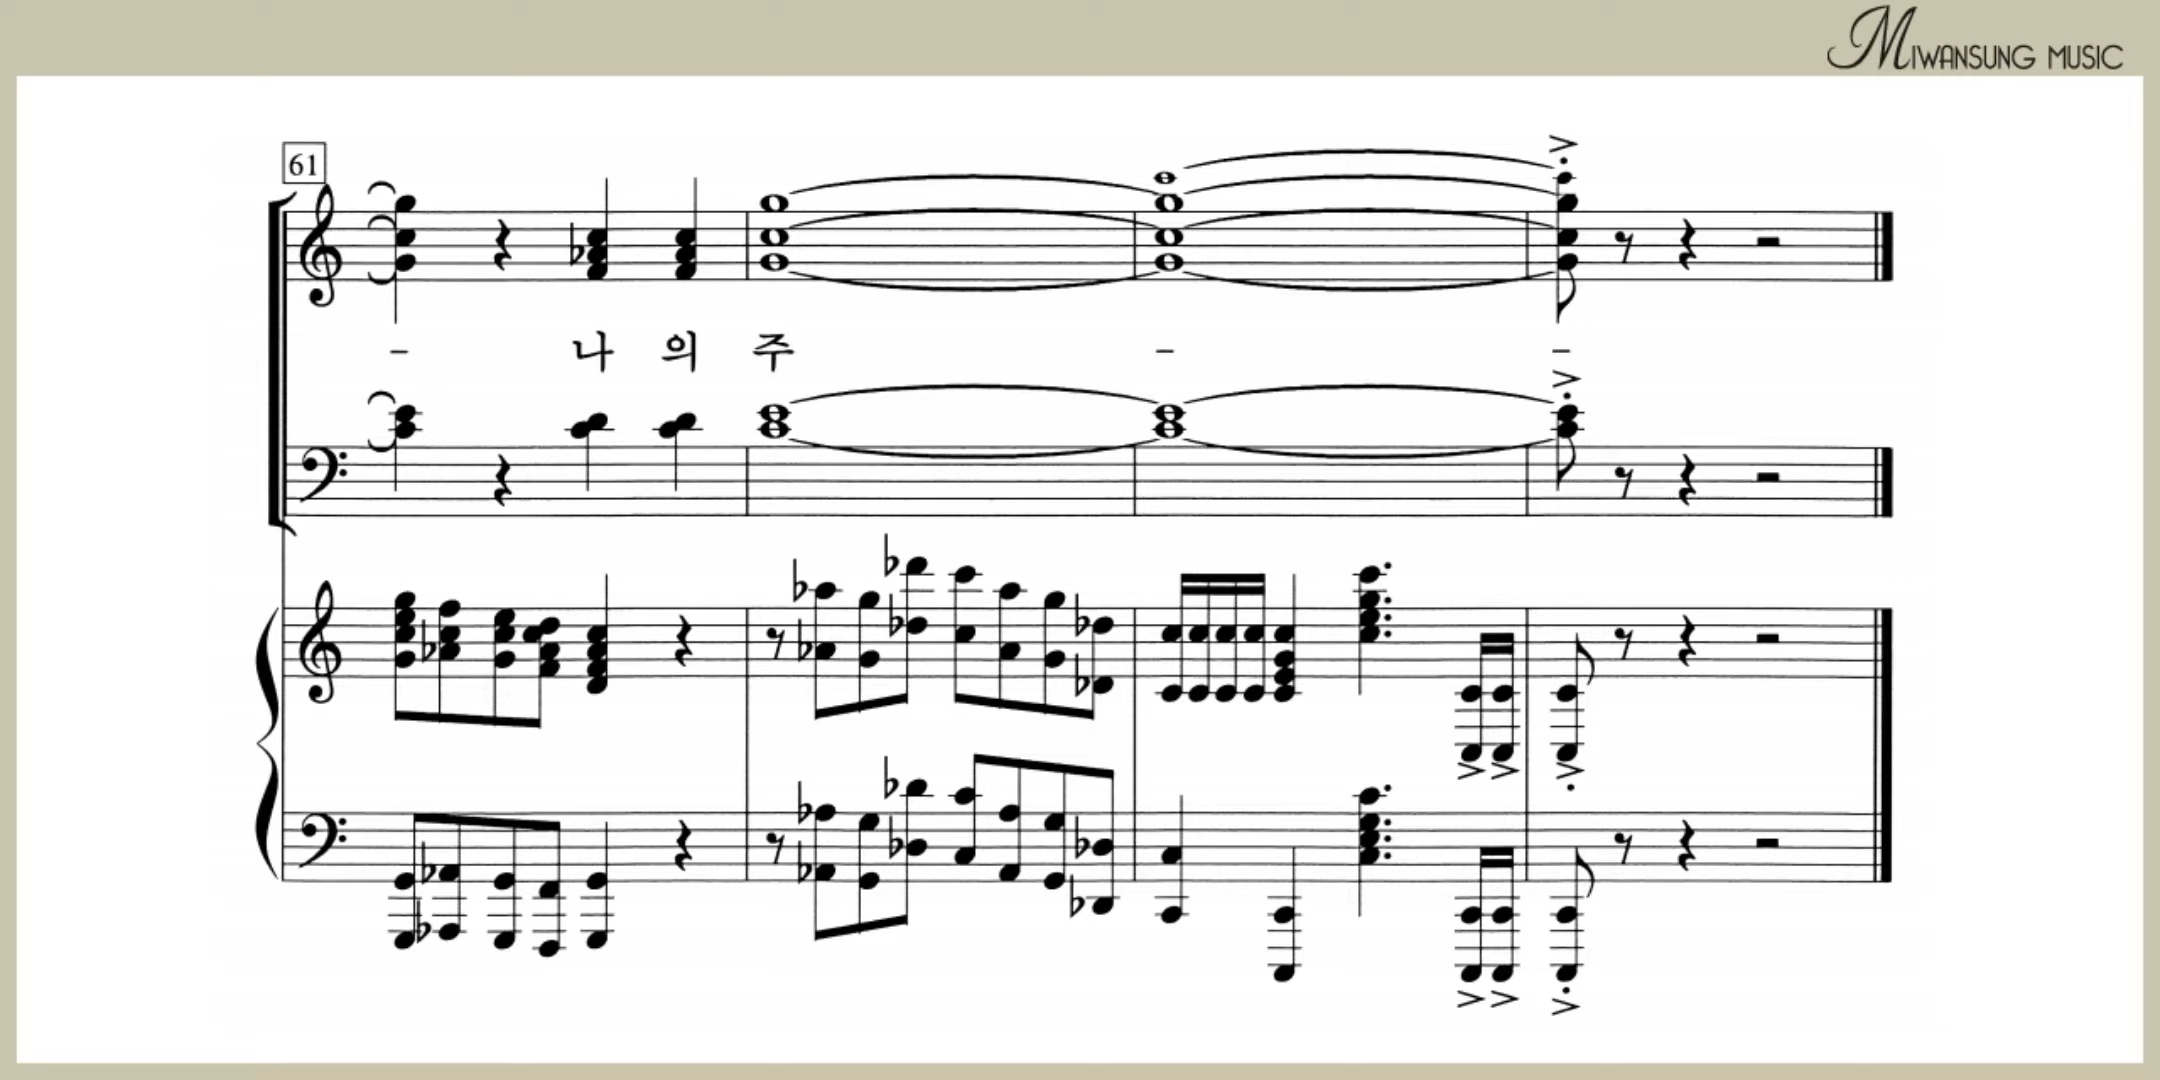 MIWANSUNG MUSIC
61
- 나 의 주 - -